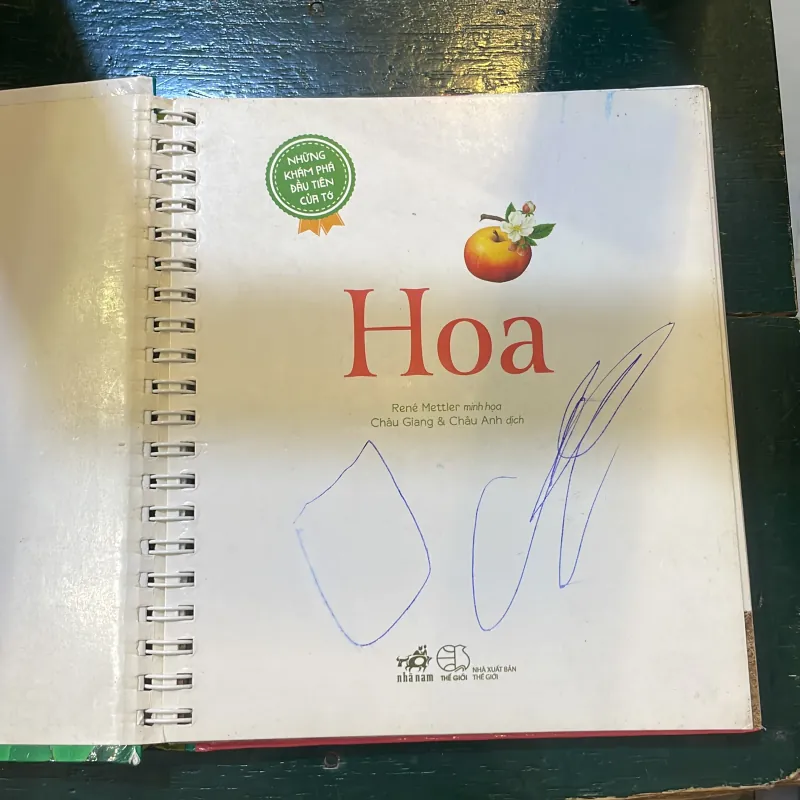 NHỮNG
KHÁM PHÁ
ĐẦU TIÊN
CỦA TỚ
Hoa
René Mettler minh họa
Châu Giang & Châu Anh dịch
nhã nam
THẾ GIỚI
NHÀ XUẤT BẢN
THẾ GIỚI